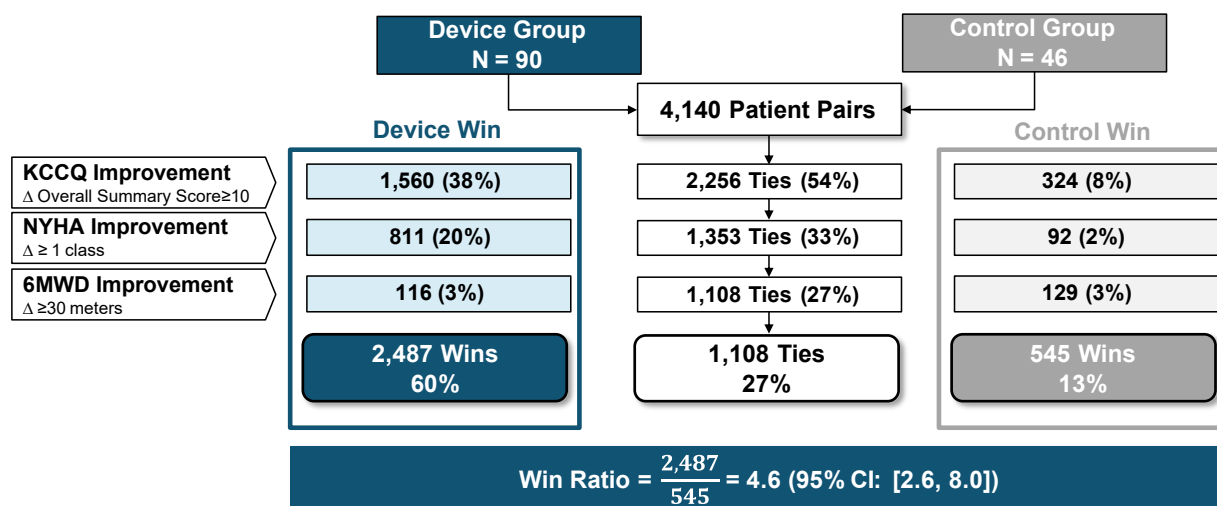 Device Group
N = 90
Control Group
N = 46
4,140 Patient Pairs
Device Win
Control Win
KCCQ Improvement
Δ Overall Summary Score≥10
1,560 (38%)
2,256 Ties (54%)
324 (8%)
NYHA Improvement
Δ ≥ 1 class
811 (20%)
1,353 Ties (33%)
92 (2%)
6MWD Improvement
Δ ≥30 meters
116 (3%)
1,108 Ties (27%)
129 (3%)
2,487 Wins
60%
1,108 Ties
27%
545 Wins
13%
Win Ratio = 2,487/545 = 4.6 (95% CI: [2.6, 8.0])